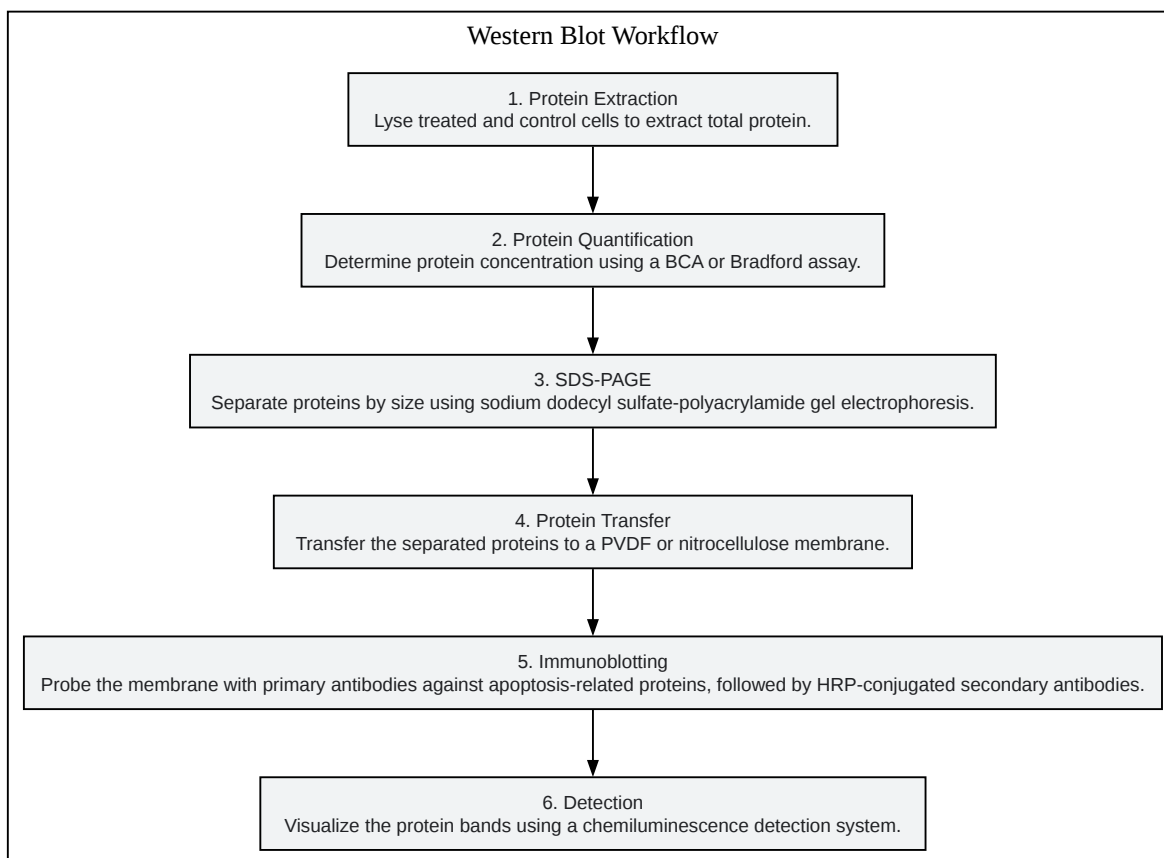 Western Blot Workflow
1. Protein Extraction
Lyse treated and control cells to extract total protein.
2. Protein Quantification
Determine protein concentration using a BCA or Bradford assay.
3. SDS-PAGE
Separate proteins by size using sodium dodecyl sulfate-polyacrylamide gel electrophoresis.
4. Protein Transfer
Transfer the separated proteins to a PVDF or nitrocellulose membrane.
5. Immunoblotting
Probe the membrane with primary antibodies against apoptosis-related proteins, followed by HRP-conjugated secondary antibodies.
6. Detection
Visualize the protein bands using a chemiluminescence detection system.